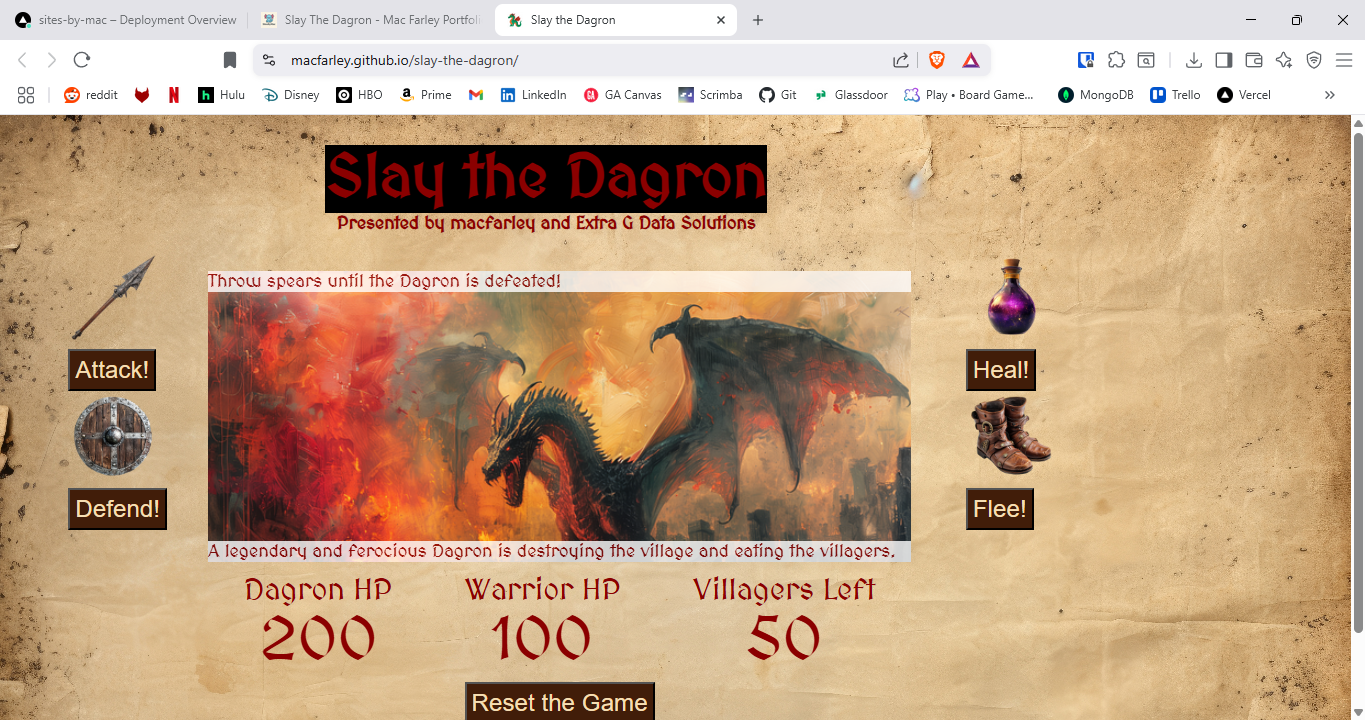 sites-by-mac – Deployment Overview
Slay The Dagron - Mac Farley Portfoli
Slay the Dagron
macfarley.github.io/slay-the-dagron/
reddit
Hulu
Disney
HBO
Prime
LinkedIn
GA Canvas
Scrimba
Git
Glassdoor
Play • Board Game...
MongoDB
Trello
Vercel
Slay the Dagron
Presented by macfarley and Extra G Data Solutions
Throw spears until the Dagron is defeated!
Attack!
Heal!
Defend!
Flee!
A legendary and ferocious Dagron is destroying the village and eating the villagers.
Dagron HP
Warrior HP
Villagers Left
200
100
50
Reset the Game